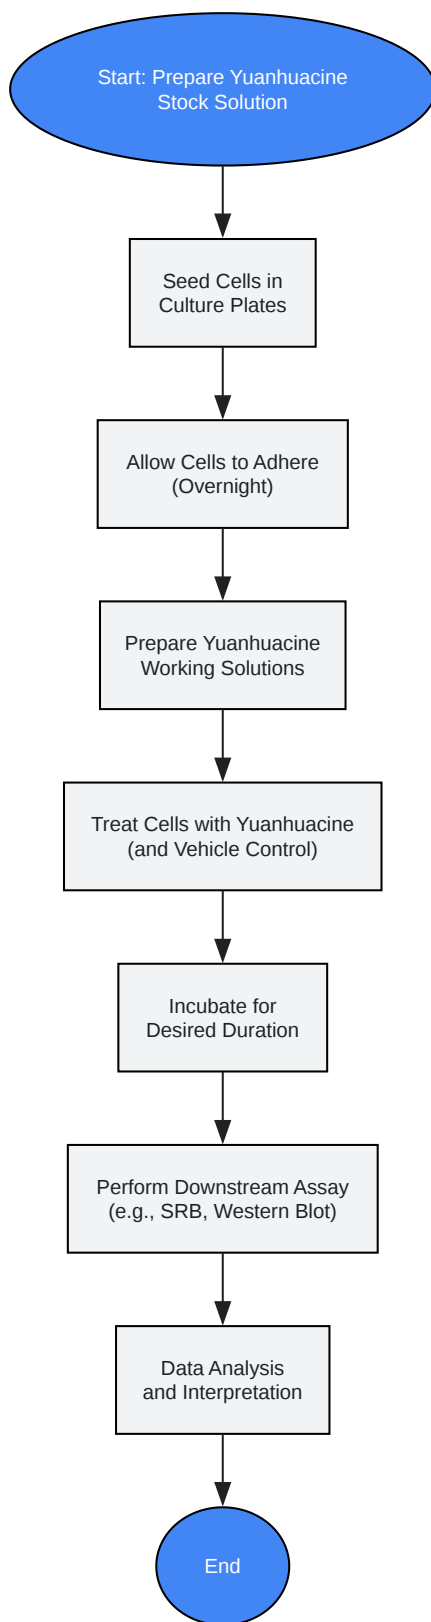 Start: Prepare Yuanhuacine
Stock Solution
Seed Cells in
Culture Plates
Allow Cells to Adhere
(Overnight)
Prepare Yuanhuacine
Working Solutions
Treat Cells with Yuanhuacine
(and Vehicle Control)
Incubate for
Desired Duration
Perform Downstream Assay
(e.g., SRB, Western Blot)
Data Analysis
and Interpretation
End